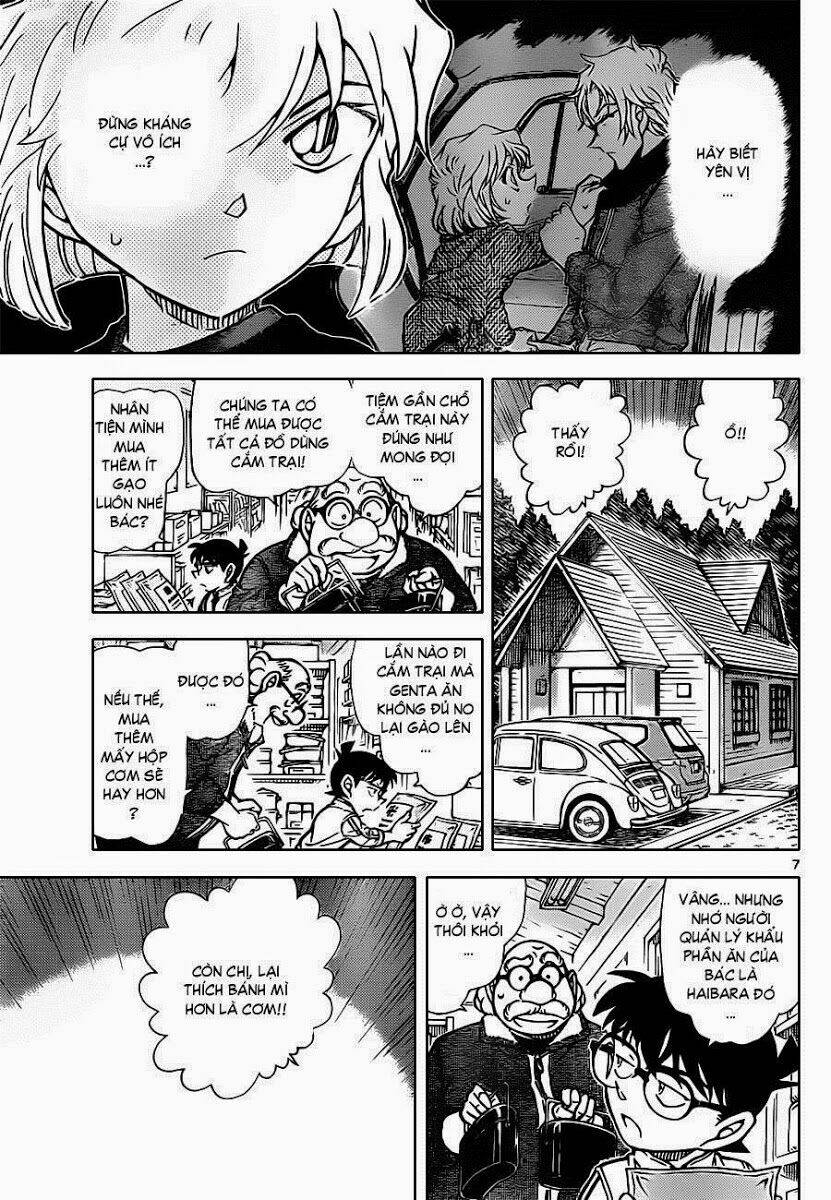 HÃY BIẾT
YÊN VỊ
...
ĐỪNG KHÁNG
CỰ VÔ ÍCH
...?
Ồ!!
THẤY
RỒI!
TIỆM GẦN CHỖ
CẮM TRẠI NÀY
ĐÚNG NHƯ
MONG ĐỢI
...
CHÚNG TA CÓ
THỂ MUA ĐƯỢC
TẤT CẢ ĐỒ DÙNG
CẮM TRẠI!
NHÂN
TIỆN MÌNH
MUA
THÊM ÍT
GẠO
LUÔN NHÉ
BÁC?
LẦN NÀO ĐI
CẮM TRẠI MÀ
GENTA ĂN
KHÔNG ĐỦ NO
LẠI GÀO LÊN
...
ĐƯỢC ĐÓ
...
NẾU THẾ,
MUA
THÊM
MẤY HỘP
CƠM SẼ
HAY HƠN
?
7
VÂNG... NHƯNG
NHỚ NGƯỜI
QUẢN LÝ KHẨU
PHẦN ĂN CỦA
BÁC LÀ
HAIBARA ĐÓ
...
Ờ Ờ, VẬY
THÔI KHỎI
...
CÒN CHỊ, LẠI
THÍCH BÁNH MÌ
HƠN LÀ CƠM!!